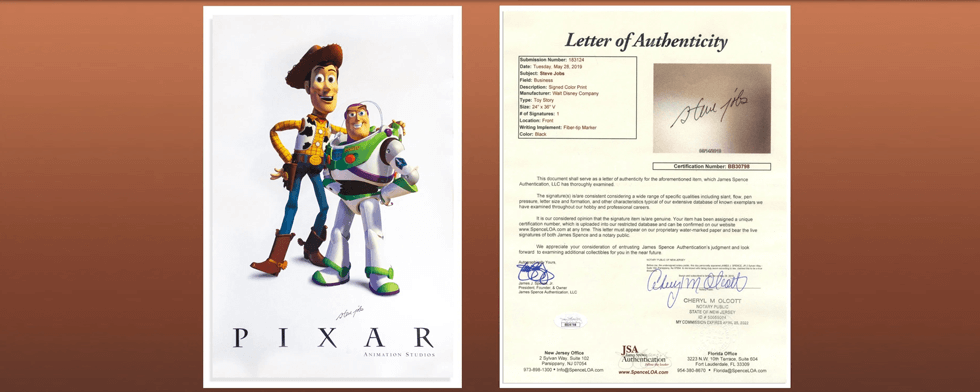 steve jobs
PIXAR
ANIMATION STUDIOS
Letter of Authenticity
Submission Number: 183124
Date: Tuesday, May 28, 2019
Subject: Steve Jobs
Field: Business
Description: Signed Color Print
Manufacturer: Walt Disney Company
Type: Toy Story
Size: 24" x 36" V
# of Signatures: 1
Location: Front
Writing Implement: Fiber-tip Marker
Color: Black
steve jobs
Certification Number: BB30798
This document shall serve as a letter of authenticity for the aforementioned item, which James Spence
Authentication, LLC has thoroughly examined.
The signature(s) is/are consistent considering a wide range of specific qualities including slant, flow, pen
pressure, letter size and formation, and other characteristics typical of our extensive database of known exemplars we
have examined throughout our hobby and professional careers.
It is our considered opinion that the signature item is/are genuine. Your item has been assigned a unique
certification number, which is uploaded into our restricted database and can be confirmed on our website
www.SpenceLOA.com at any time. This letter must appear on our proprietary water-marked paper and bear the live
signatures of both James Spence and a notary public.
We appreciate your consideration of entrusting James Spence Authentication's judgment and look
forward to examining additional collectibles for you in the near future.
Yours,
James J. Spence, Jr.
President, Founder & Owner
James Spence Authentication, LLC
Cheryl M Olcott
CHERYL M OLCOTT
NOTARY PUBLIC
STATE OF NEW JERSEY
MY COMMISSION EXPIRES APRIL
BB30798
New Jersey Office
2 Sylvan Way, Suite 102
Parsippany, NJ 07054
973-898-1300 • Info@SpenceLOA.com
JSA
James Spence
Authentication
www.SpenceLOA.com
Florida Office
3223 N.W. 10th Terrace, Suite 604
Fort Lauderdale, FL 33309
954-380-8670 • Florida@SpenceLOA.com